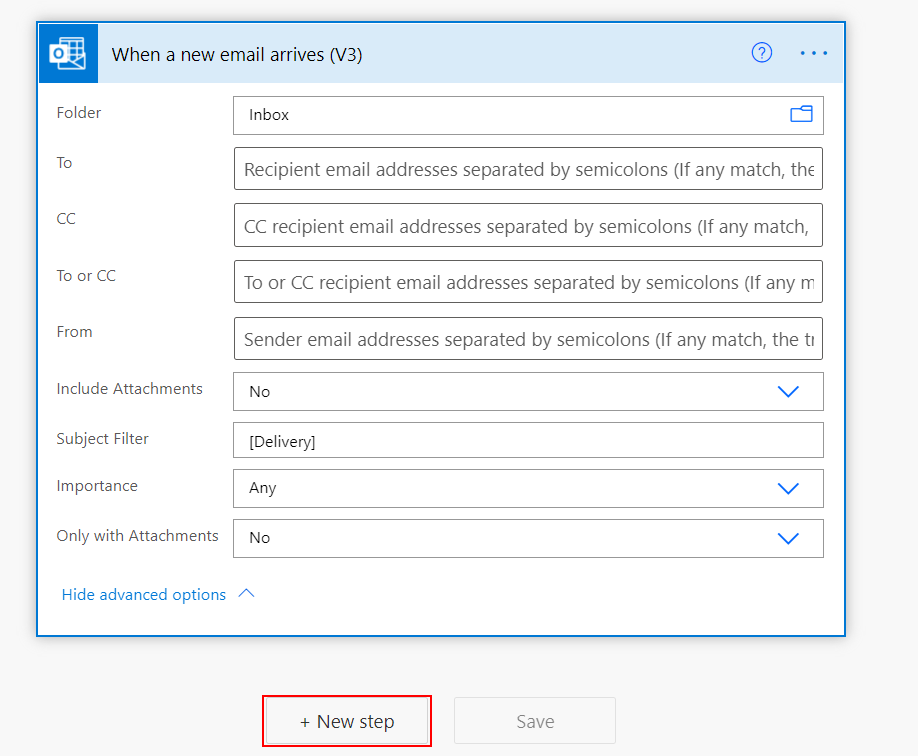 When a new email arrives (V3)
Folder
Inbox
To
Recipient email addresses separated by semicolons (If any match, the
CC
CC recipient email addresses separated by semicolons (If any match,
To or CC
To or CC recipient email addresses separated by semicolons (If any m
From
Sender email addresses separated by semicolons (If any match, the tr
Include Attachments
No
Subject Filter
[Delivery]
Importance
Any
Only with Attachments
No
Hide advanced options
+ New step
Save